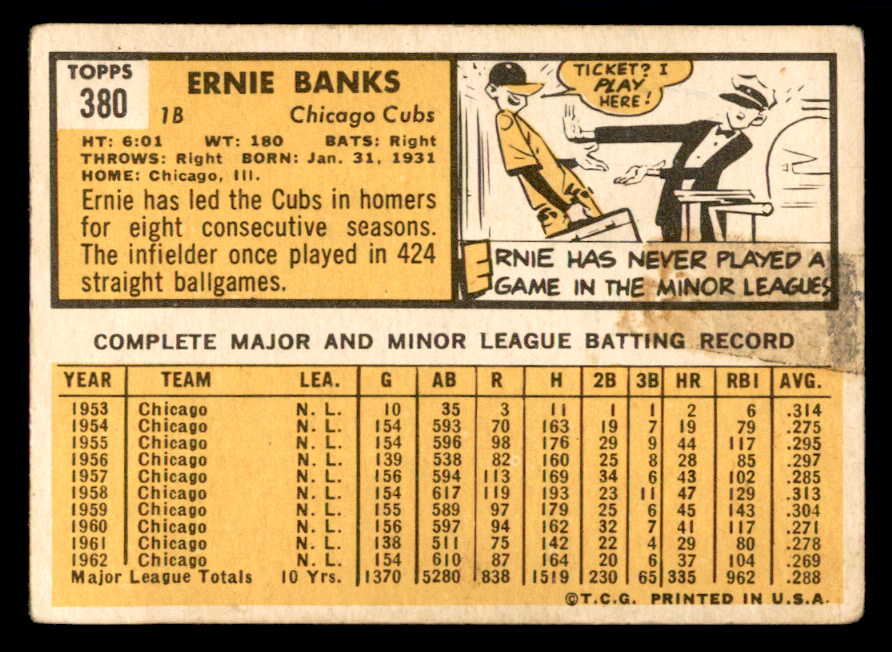 TOPPS
380
ERNIE BANKS
1B Chicago Cubs
HT: 6:01 WT: 180 BATS: Right
THROWS: Right BORN: Jan. 31, 1931
HOME: Chicago, Ill.
Ernie has led the Cubs in homers
for eight consecutive seasons.
The infielder once played in 424
straight ballgames.
TICKET? I
PLAY
HERE!
ERNIE HAS NEVER PLAYED A
GAME IN THE MINOR LEAGUES
COMPLETE MAJOR AND MINOR LEAGUE BATTING RECORD
YEAR TEAM LEA. G AB R H 2B 3B HR RBI AVG.
1953 Chicago N. L. 10 35 3 11 1 1 2 6 .314
1954 Chicago N. L. 154 593 70 163 19 7 19 79 .275
1955 Chicago N. L. 154 596 98 176 29 9 44 117 .295
1956 Chicago N. L. 139 538 82 160 25 8 28 85 .297
1957 Chicago N. L. 156 594 113 169 34 6 43 102 .285
1958 Chicago N. L. 154 617 119 193 23 11 47 129 .313
1959 Chicago N. L. 155 589 97 179 25 6 45 143 .304
1960 Chicago N. L. 156 597 94 162 32 7 41 117 .271
1961 Chicago N. L. 138 511 75 142 22 4 29 80 .278
1962 Chicago N. L. 154 610 87 164 20 6 37 104 .269
Major League Totals 10 Yrs. 1370 5280 838 1519 230 65 335 962 .288
©T.C.G. PRINTED IN U.S.A.